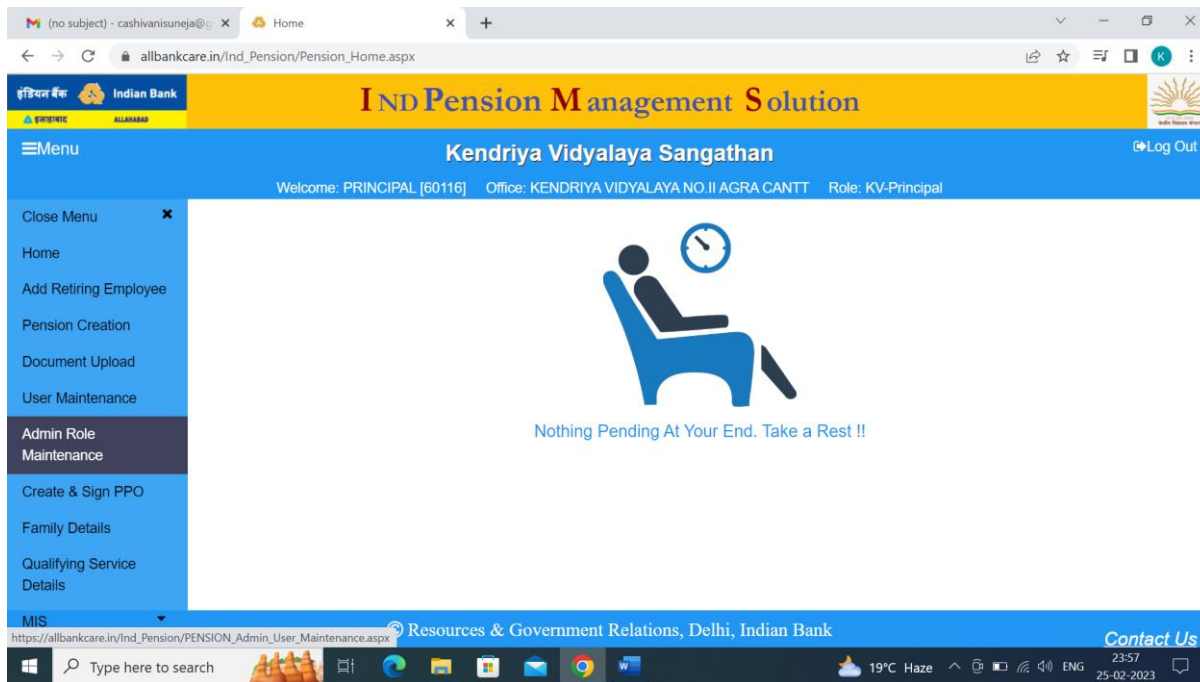 (no subject) - cashivanisuneja@g
Home
allbankcare.in/Ind_Pension/Pension_Home.aspx
K
इंडियन बैंक Indian Bank
इलाहाबाद ALLAHABAD
IND Pension Management Solution
Menu
Kendriya Vidyalaya Sangathan
Log Out
Welcome: PRINCIPAL [60116] Office: KENDRIYA VIDYALAYA NO.II AGRA CANTT Role: KV-Principal
Close Menu
Home
Add Retiring Employee
Pension Creation
Document Upload
User Maintenance
Admin Role
Maintenance
Create & Sign PPO
Family Details
Qualifying Service
Details
MIS
Nothing Pending At Your End. Take a Rest !!
https://allbankcare.in/Ind_Pension/PENSION_Admin_User_Maintenance.aspx
© Resources & Government Relations, Delhi, Indian Bank
Contact Us
Type here to search
19°C Haze
ENG
23:57
25-02-2023